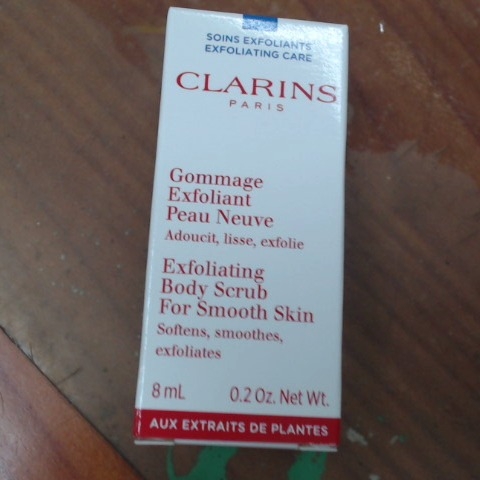 SOINS EXFOLIANTS
EXFOLIATING CARE
CLARINS
PARIS
Gommage
Exfoliant
Peau Neuve
Adoucit, lisse, exfolie
Exfoliating
Body Scrub
For Smooth Skin
Softens, smoothes,
exfoliates
8 mL 0.2 Oz. Net Wt.
AUX EXTRAITS DE PLANTES